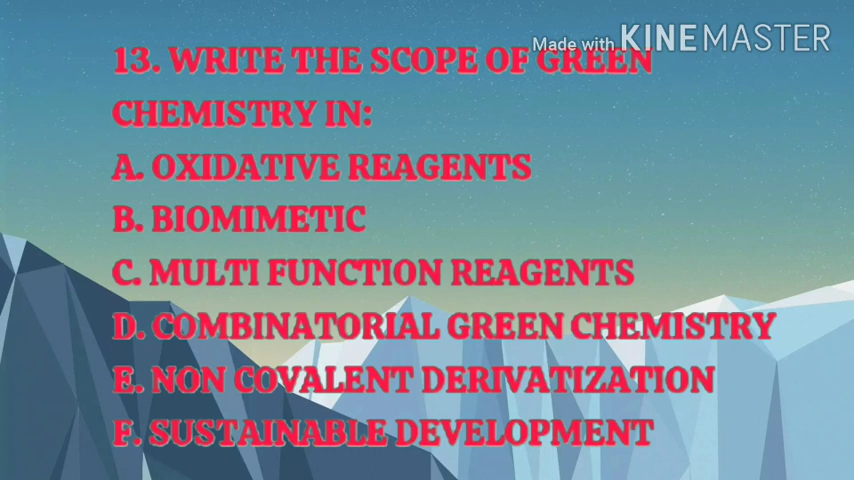 Made with KINEMASTER
13. WRITE THE SCOPE OF GREEN
CHEMISTRY IN:
A. OXIDATIVE REAGENTS
B. BIOMIMETIC
C. MULTI FUNCTION REAGENTS
D. COMBINATORIAL GREEN CHEMISTRY
E. NON COVALENT DERIVATIZATION
F. SUSTAINABLE DEVELOPMENT